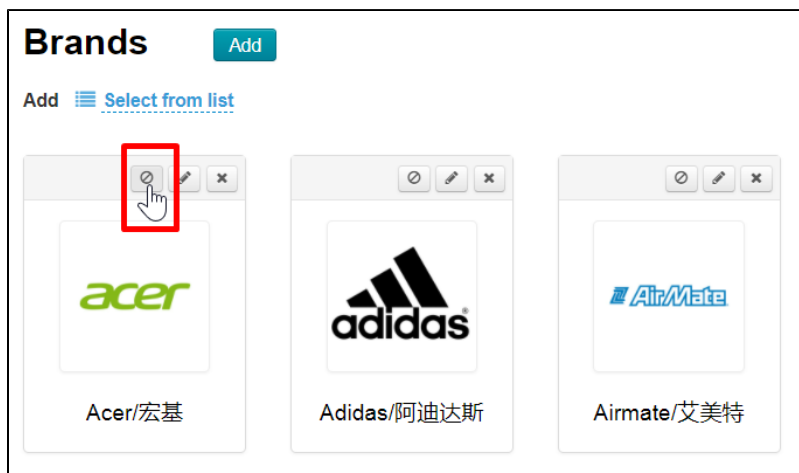 Brands
Add
Add Select from list
acer
adidas
AirMate
Acer/宏基
Adidas/阿迪达斯
Airmate/艾美特